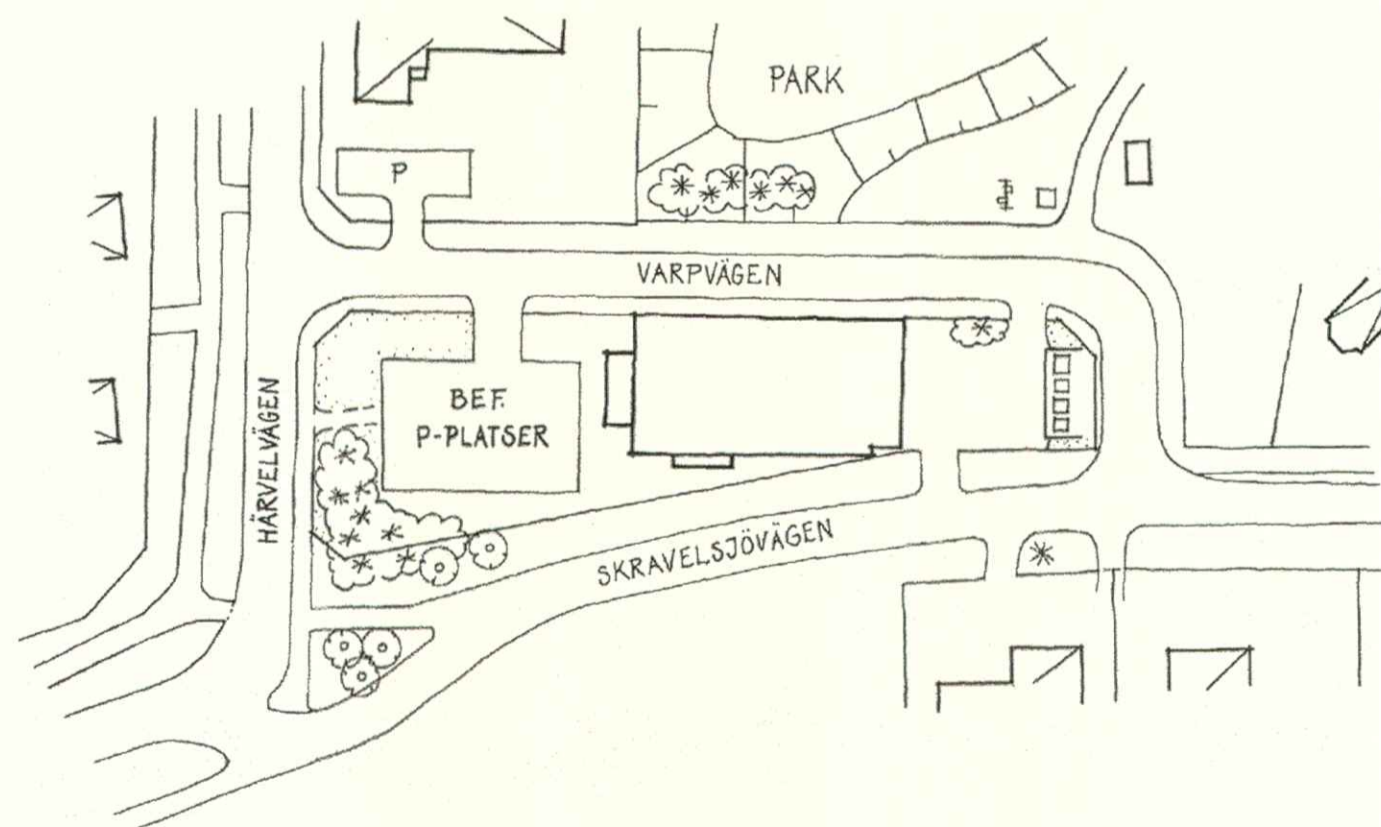 PARK
P
VARPVÄGEN
BEF.
P-PLATSER
HÄRVELVÄGEN
SKRAVELSJÖVÄGEN